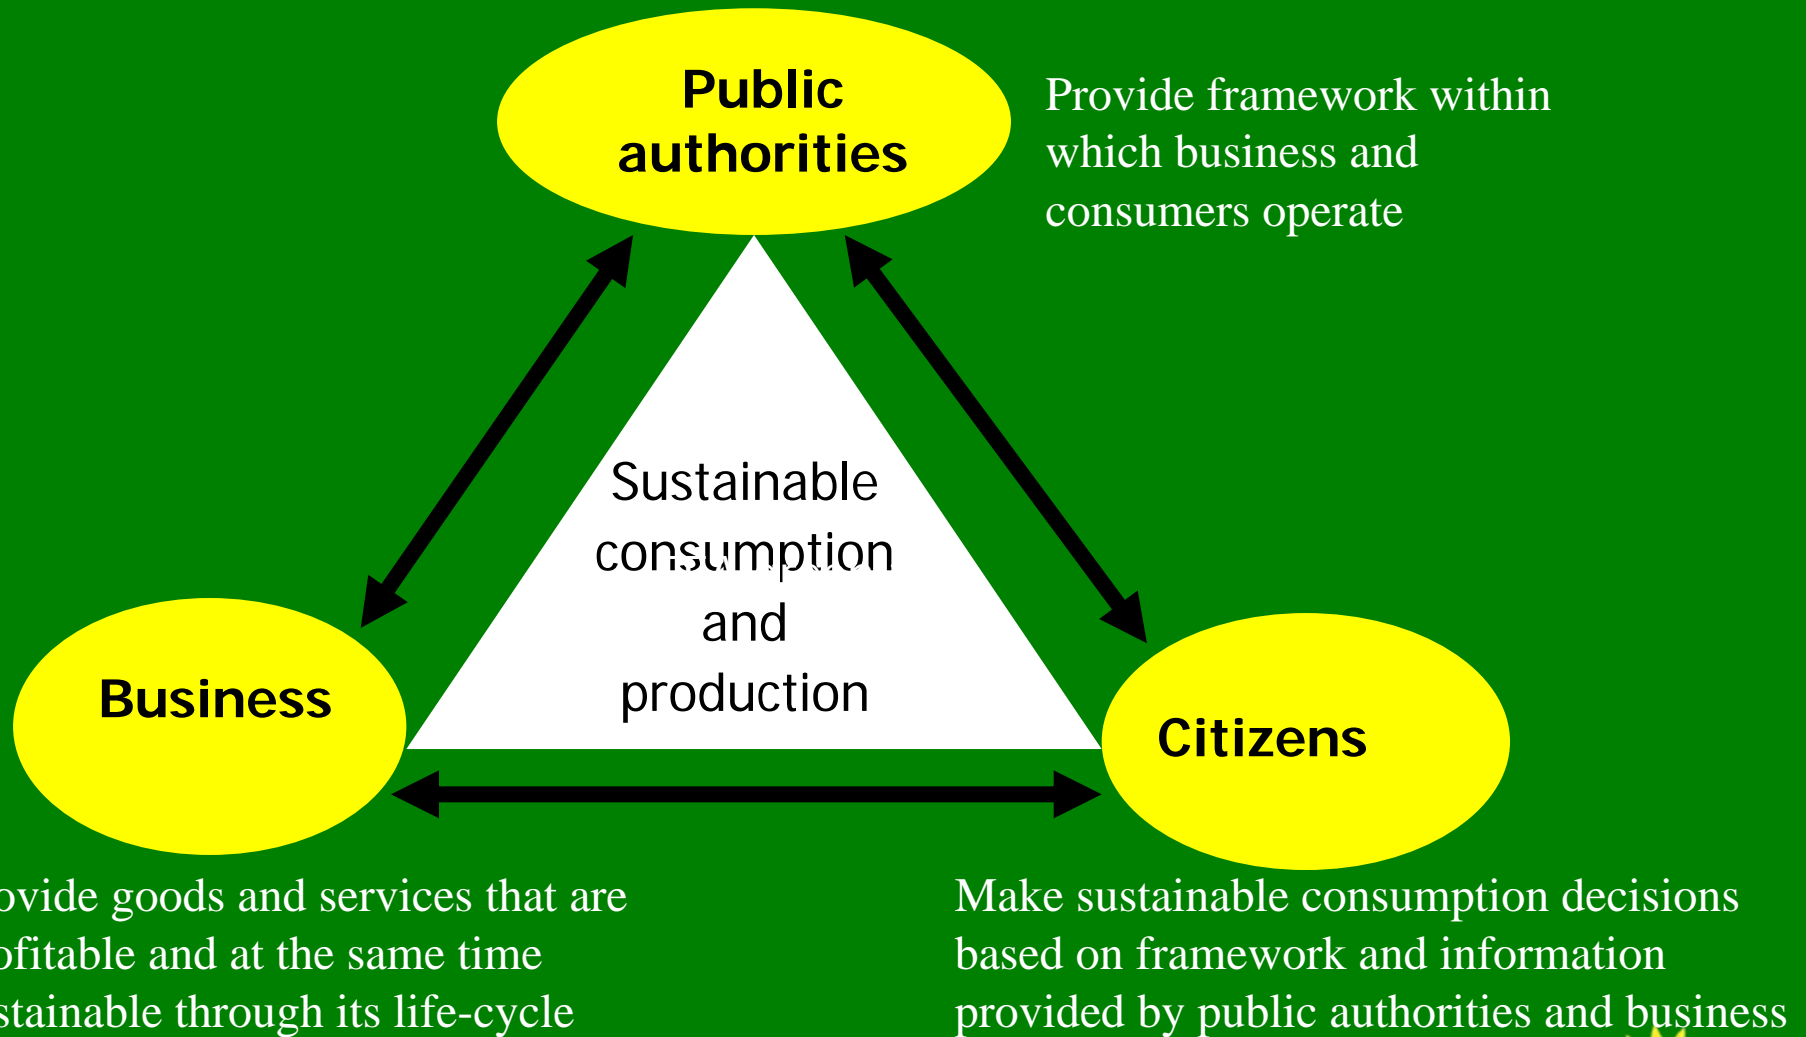 Public
authorities
Provide framework within
which business and
consumers operate
Sustainable
consumption
and
production
Business
Citizens
ovide goods and services that are
ofitable and at the same time
stainable through its life-cycle
Make sustainable consumption decisions
based on framework and information
provided by public authorities and business